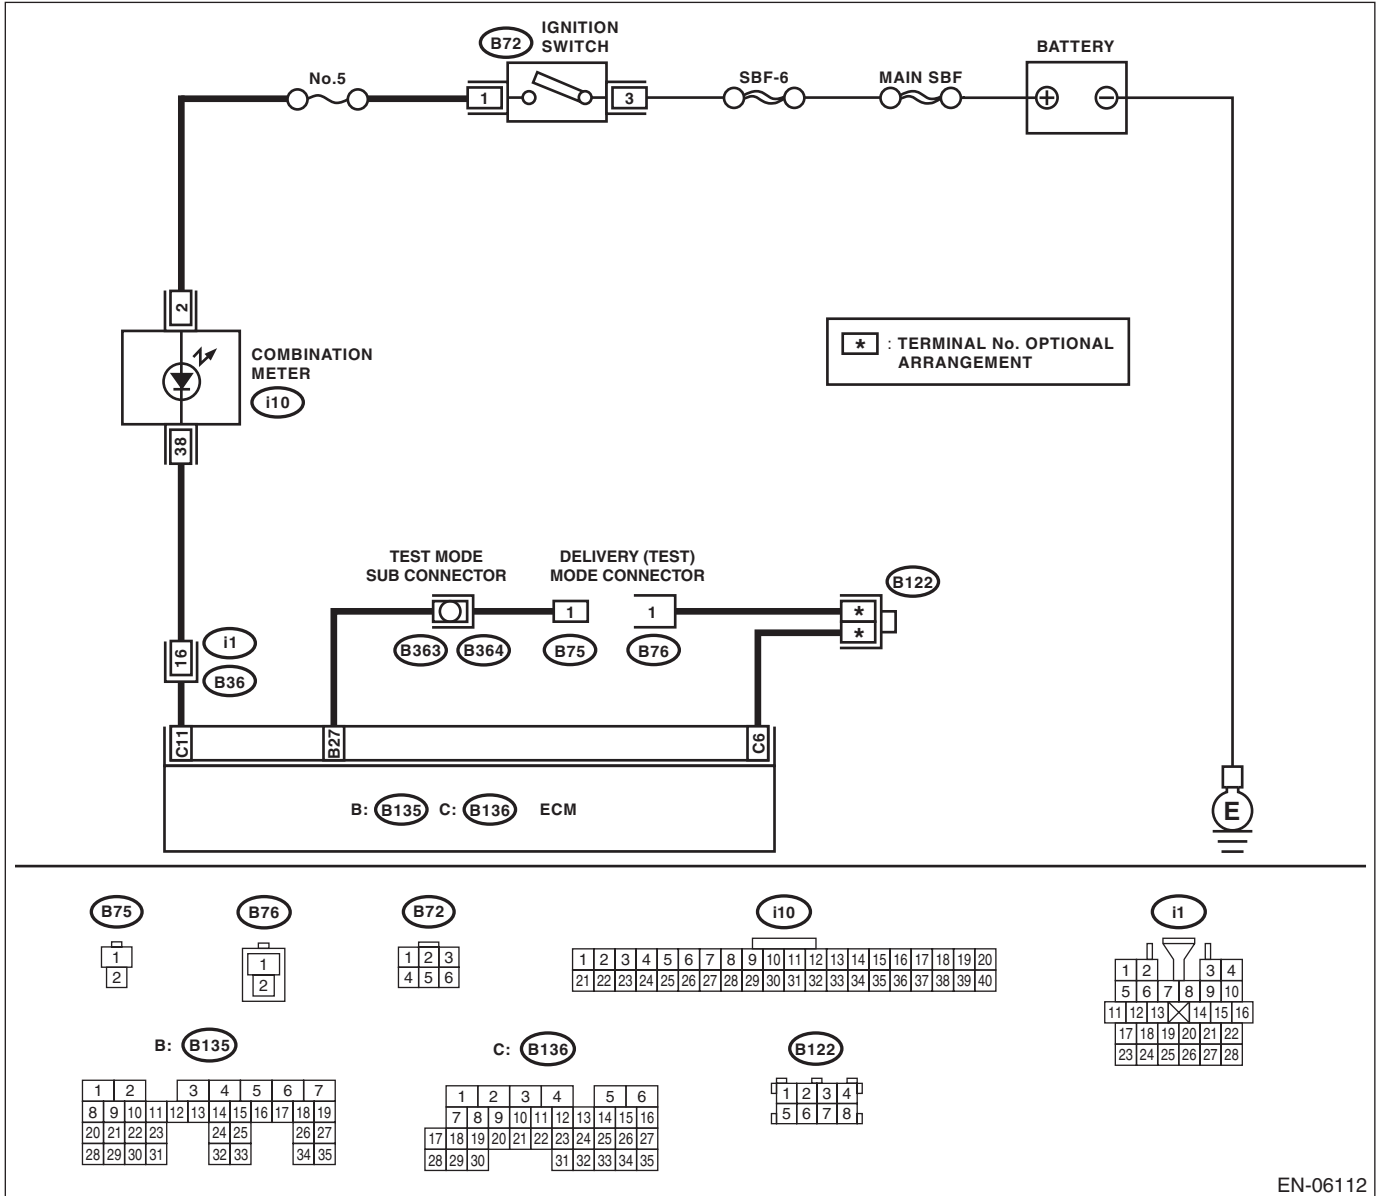 IGNITION
SWITCH
B72
BATTERY
No.5
SBF-6
MAIN SBF
1
3
+
−
2
COMBINATION
METER
i10
* : TERMINAL No. OPTIONAL
ARRANGEMENT
38
TEST MODE
SUB CONNECTOR
DELIVERY (TEST)
MODE CONNECTOR
B122
1
1
*
*
B363
B364
B75
B76
16
i1
B36
C11
B27
C6
B: B135 C: B136 ECM
E
B75
B76
B72
i10
i1
1
2
1
2
1 2 3
4 5 6
1 2 3 4 5 6 7 8 9 10 11 12 13 14 15 16 17 18 19 20
21 22 23 24 25 26 27 28 29 30 31 32 33 34 35 36 37 38 39 40
1 2 3 4
5 6 7 8 9 10
11 12 13 14 15 16
17 18 19 20 21 22
23 24 25 26 27 28
B: B135
C: B136
B122
1 2 3 4 5 6 7
8 9 10 11 12 13 14 15 16 17 18 19
20 21 22 23 24 25 26 27
28 29 30 31 32 33 34 35
1 2 3 4 5 6
7 8 9 10 11 12 13 14 15 16
17 18 19 20 21 22 23 24 25 26 27
28 29 30 31 32 33 34 35
1 2 3 4
5 6 7 8
EN-06112